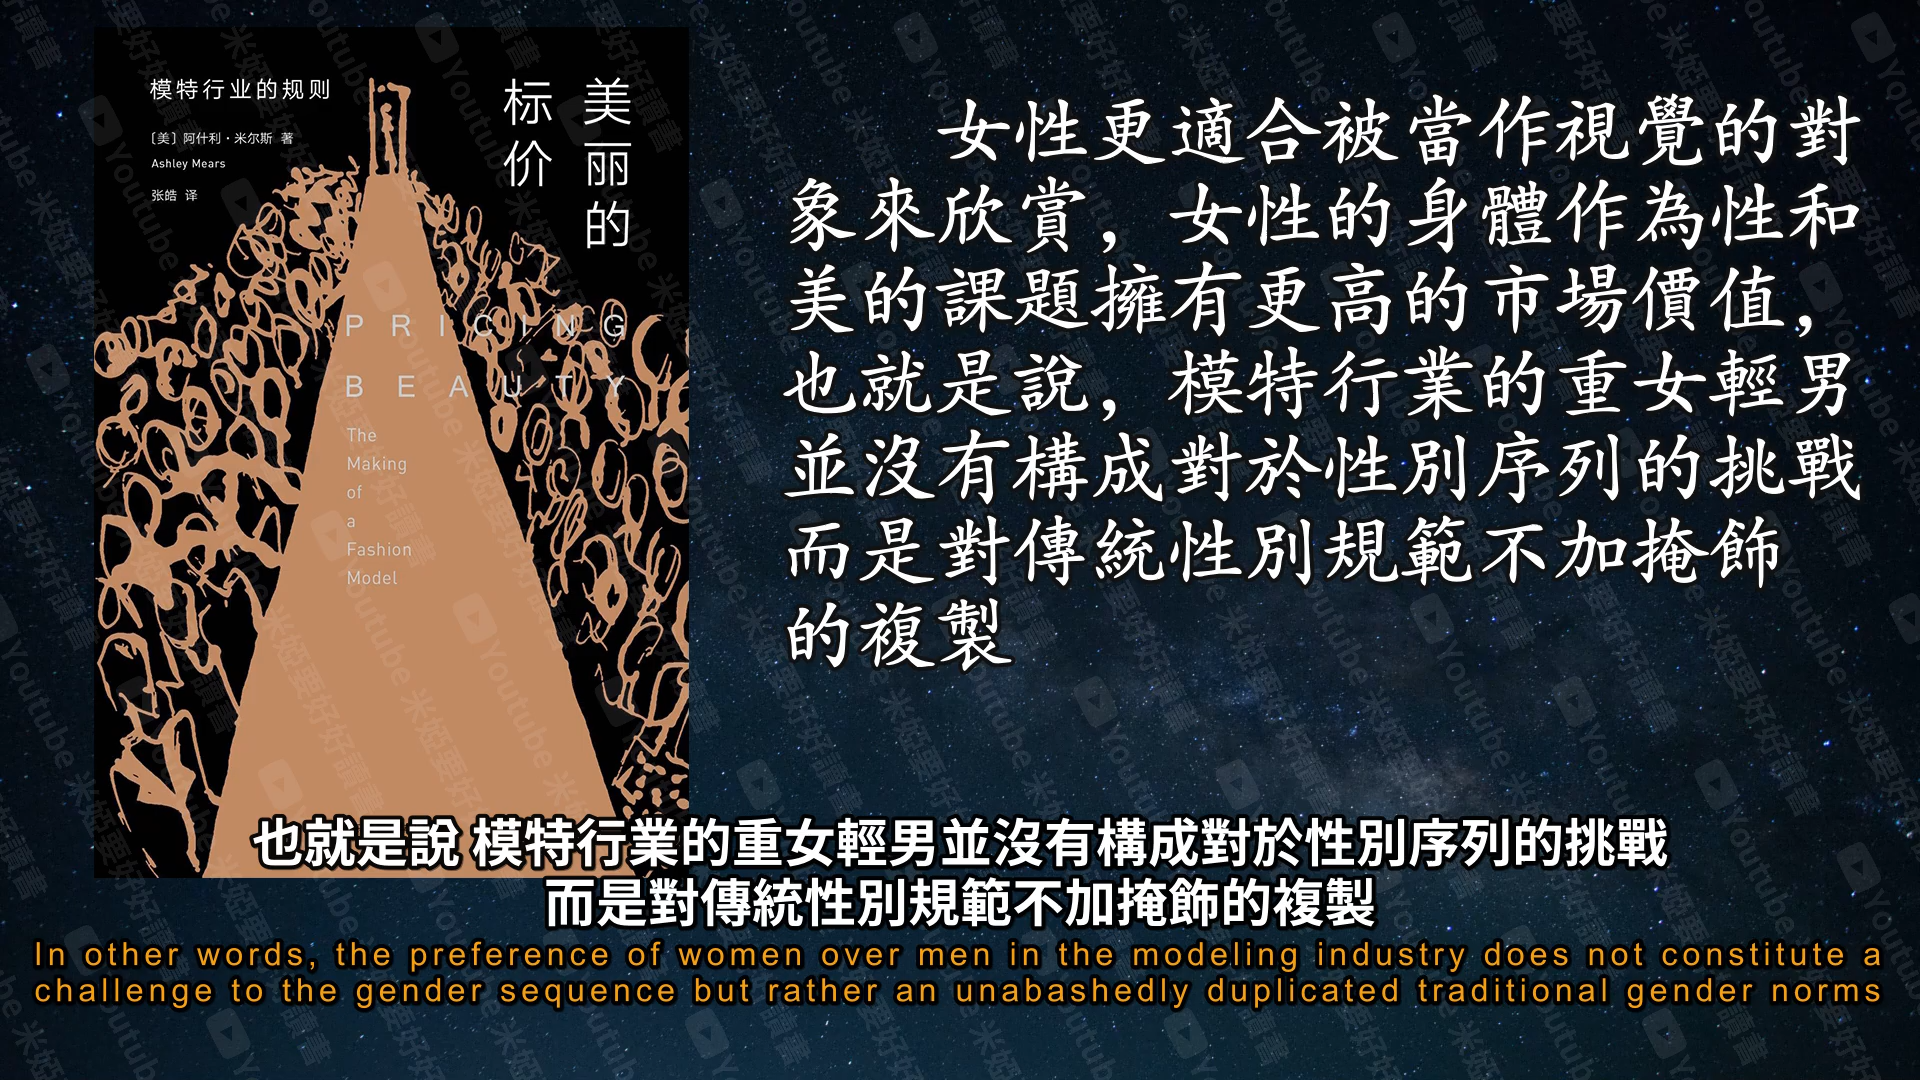 模特行业的规则
［美］阿什利·米尔斯 著
Ashley Mears
张皓 译
美丽的
标价
PRICING
BEAUTY
The
Making
of
a
Fashion
Model
女性更適合被當作視覺的對
象來欣賞，女性的身體作為性和
美的課題擁有更高的市場價值，
也就是說，模特行業的重女輕男
並沒有構成對於性別序列的挑戰
而是對傳統性別規範不加掩飾
的複製
也就是說 模特行業的重女輕男並沒有構成對於性別序列的挑戰
而是對傳統性別規範不加掩飾的複製
In other words, the preference of women over men in the modeling industry does not constitute a
challenge to the gender sequence but rather an unabashedly duplicated traditional gender norms
Youtube 米婭要好好讀書